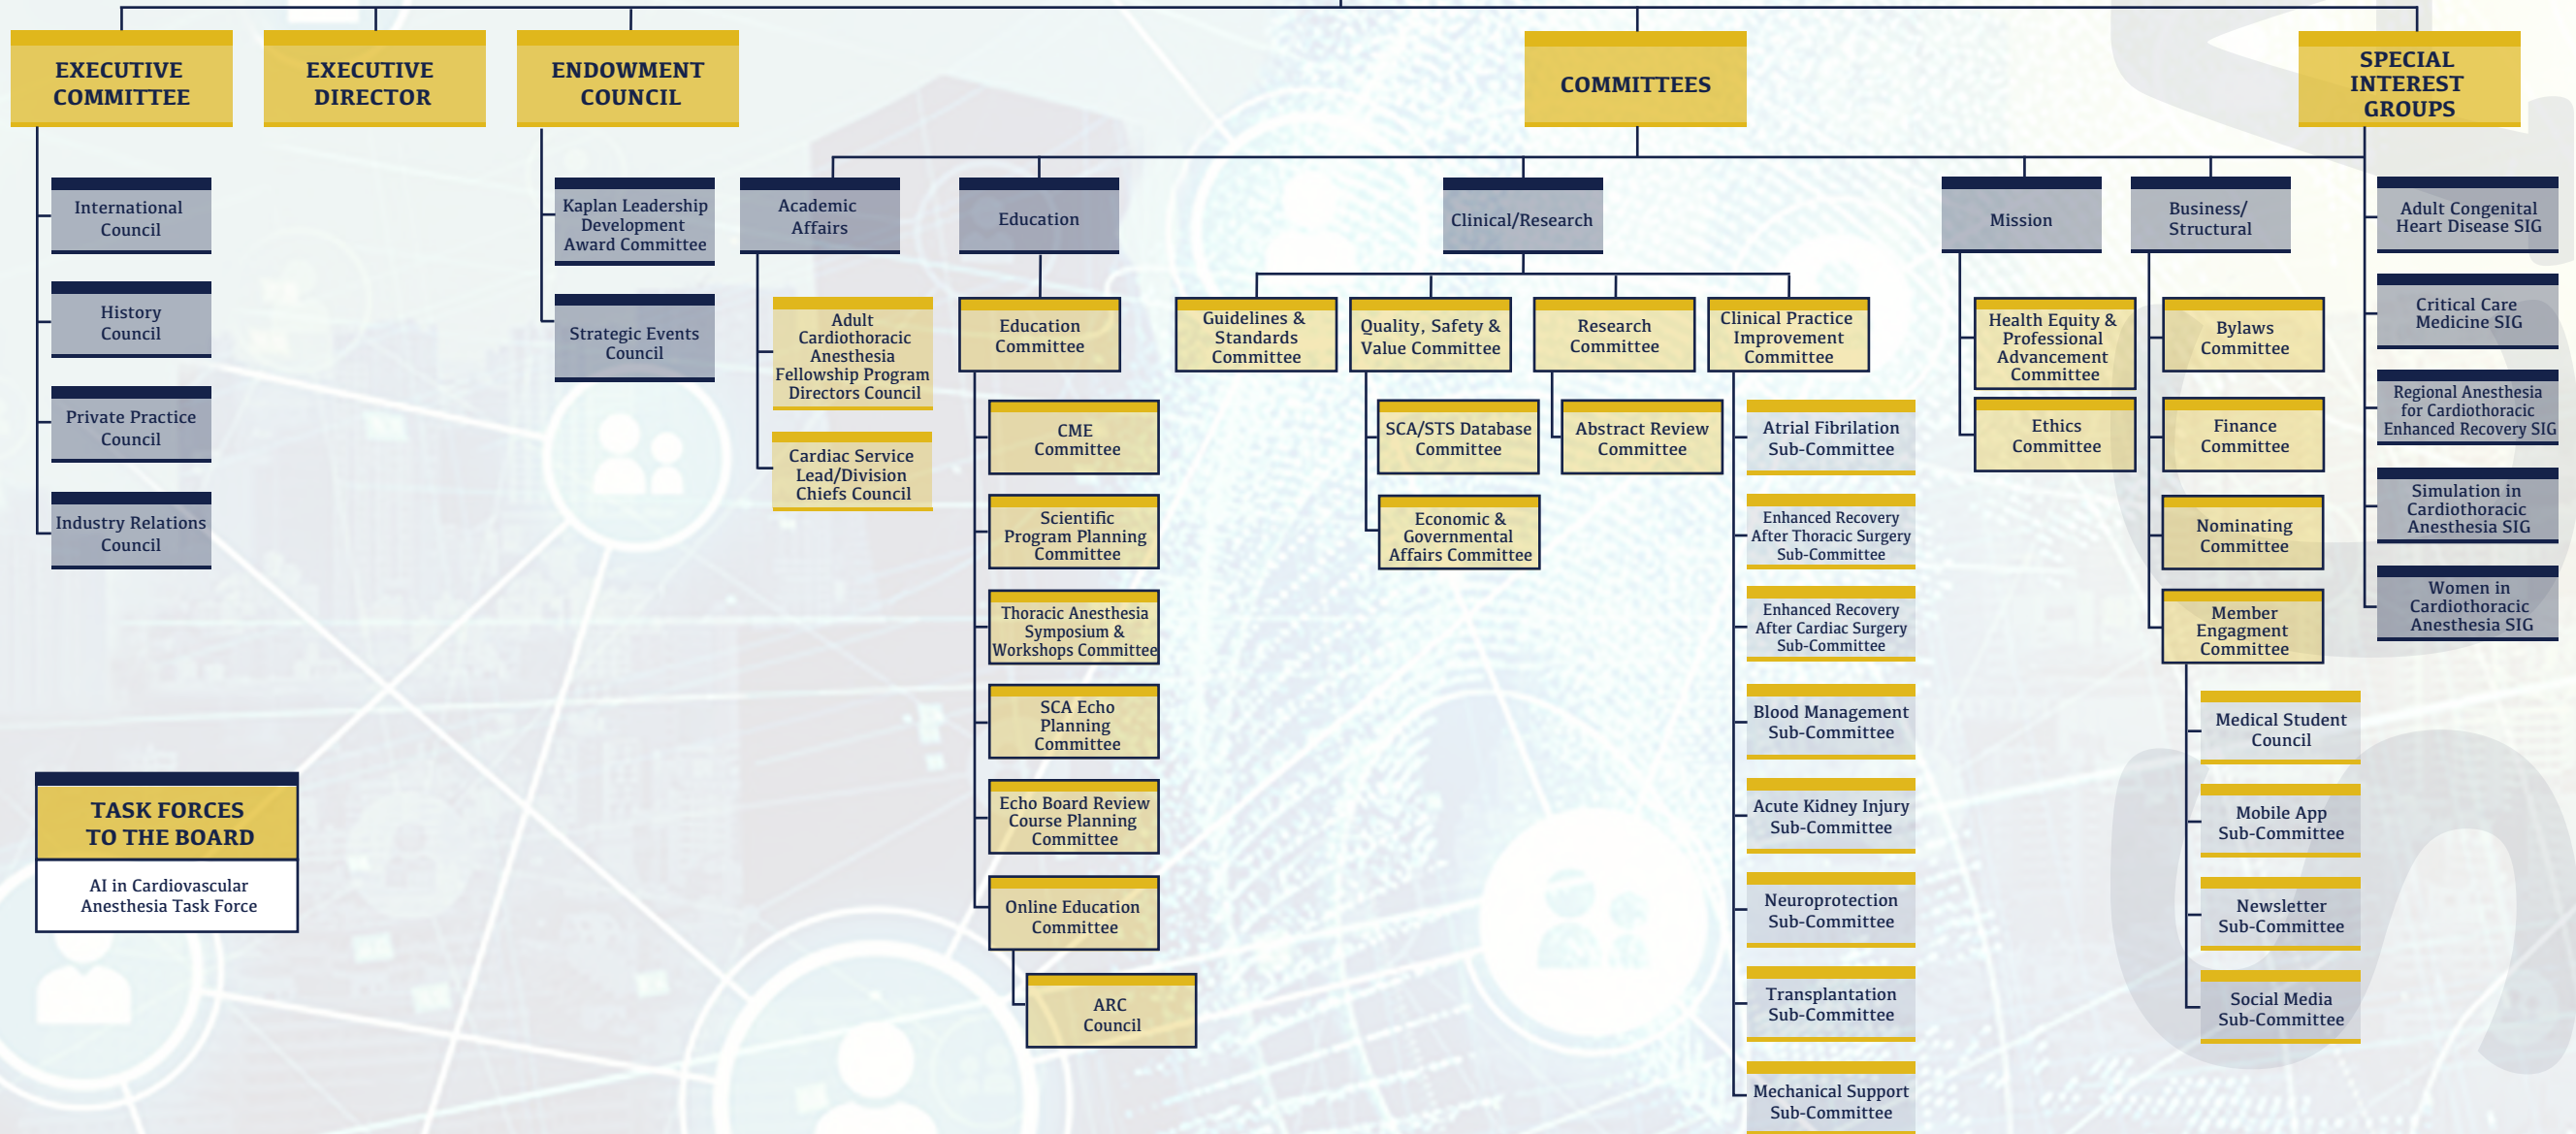 EXECUTIVE
COMMITTEE
EXECUTIVE
DIRECTOR
ENDOWMENT
COUNCIL
COMMITTEES
SPECIAL
INTEREST
GROUPS
International
Council
History
Council
Private Practice
Council
Industry Relations
Council
Kaplan Leadership
Development
Award Committee
Strategic Events
Council
Academic
Affairs
Adult
Cardiothoracic
Anesthesia
Fellowship Program
Directors Council
Cardiac Service
Lead/Division
Chiefs Council
Education
Education
Committee
CME
Committee
Scientific
Program Planning
Committee
Thoracic Anesthesia
Symposium &
Workshops Committee
SCA Echo
Planning
Committee
Echo Board Review
Course Planning
Committee
Online Education
Committee
ARC
Council
Clinical/Research
Guidelines &
Standards
Committee
Quality, Safety &
Value Committee
SCA/STS Database
Committee
Economic &
Governmental
Affairs Committee
Research
Committee
Abstract Review
Committee
Clinical Practice
Improvement
Committee
Atrial Fibrilation
Sub-Committee
Enhanced Recovery
After Thoracic Surgery
Sub-Committee
Enhanced Recovery
After Cardiac Surgery
Sub-Committee
Blood Management
Sub-Committee
Acute Kidney Injury
Sub-Committee
Neuroprotection
Sub-Committee
Transplantation
Sub-Committee
Mechanical Support
Sub-Committee
Mission
Health Equity &
Professional
Advancement
Committee
Ethics
Committee
Business/
Structural
Bylaws
Committee
Finance
Committee
Nominating
Committee
Member
Engagment
Committee
Medical Student
Council
Mobile App
Sub-Committee
Newsletter
Sub-Committee
Social Media
Sub-Committee
Adult Congenital
Heart Disease SIG
Critical Care
Medicine SIG
Regional Anesthesia
for Cardiothoracic
Enhanced Recovery SIG
Simulation in
Cardiothoracic
Anesthesia SIG
Women in
Cardiothoracic
Anesthesia SIG
TASK FORCES
TO THE BOARD
AI in Cardiovascular
Anesthesia Task Force